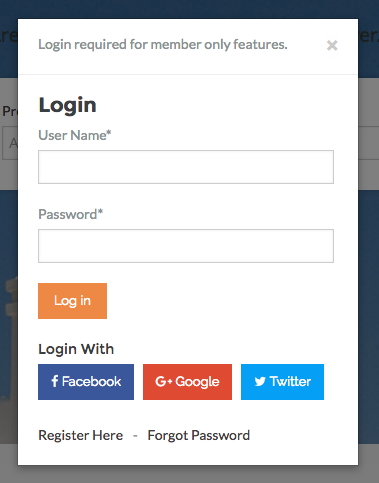 Login required for member only features. ×
Login
User Name*
Password*
Log in
Login With
f Facebook G+ Google Twitter
Register Here - Forgot Password